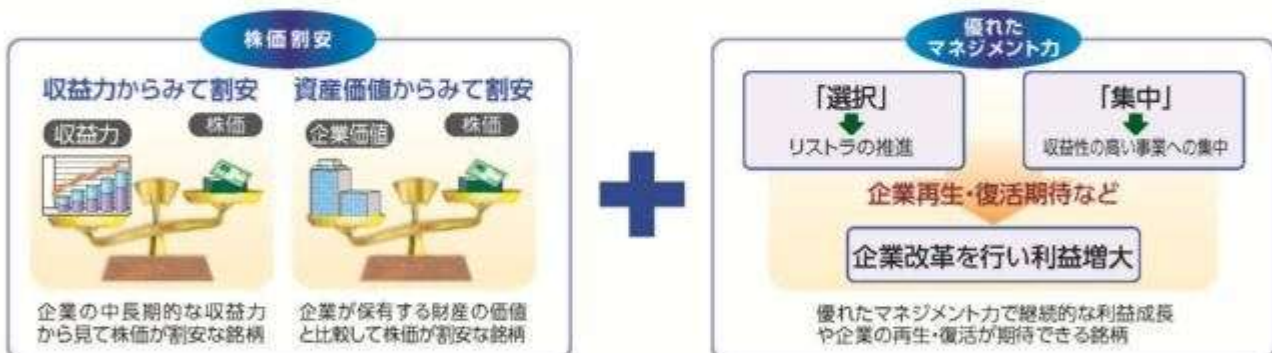 株価割安
収益力からみて割安
収益力
株価
企業の中長期的な収益力
から見て株価が割安な銘柄
資産価値からみて割安
企業価値
株価
企業が保有する財産の価値
と比較して株価が割安な銘柄
優れた
マネジメント力
「選択」
リストラの推進
「集中」
収益性の高い事業への集中
企業再生・復活期待など
企業改革を行い利益増大
優れたマネジメント力で継続的な利益成長
や企業の再生・復活が期待できる銘柄